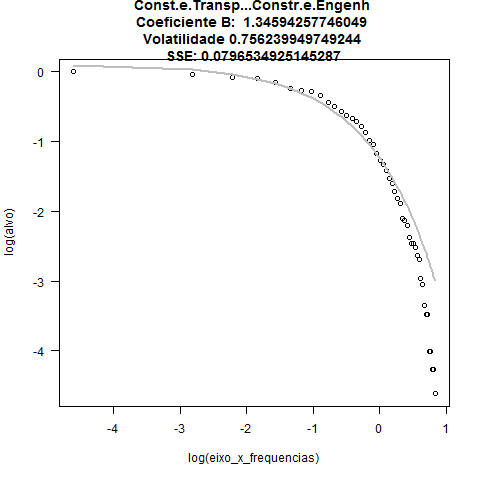 Const.e.Transp...Constr.e.Engenh
Coeficiente B:  1.34594257746049
Volatilidade 0.756239949749244
SSE: 0.0796534925145287
0
-1
-2
-3
-4
log(alvo)
-4 -3 -2 -1 0 1
log(eixo_x_frequencias)